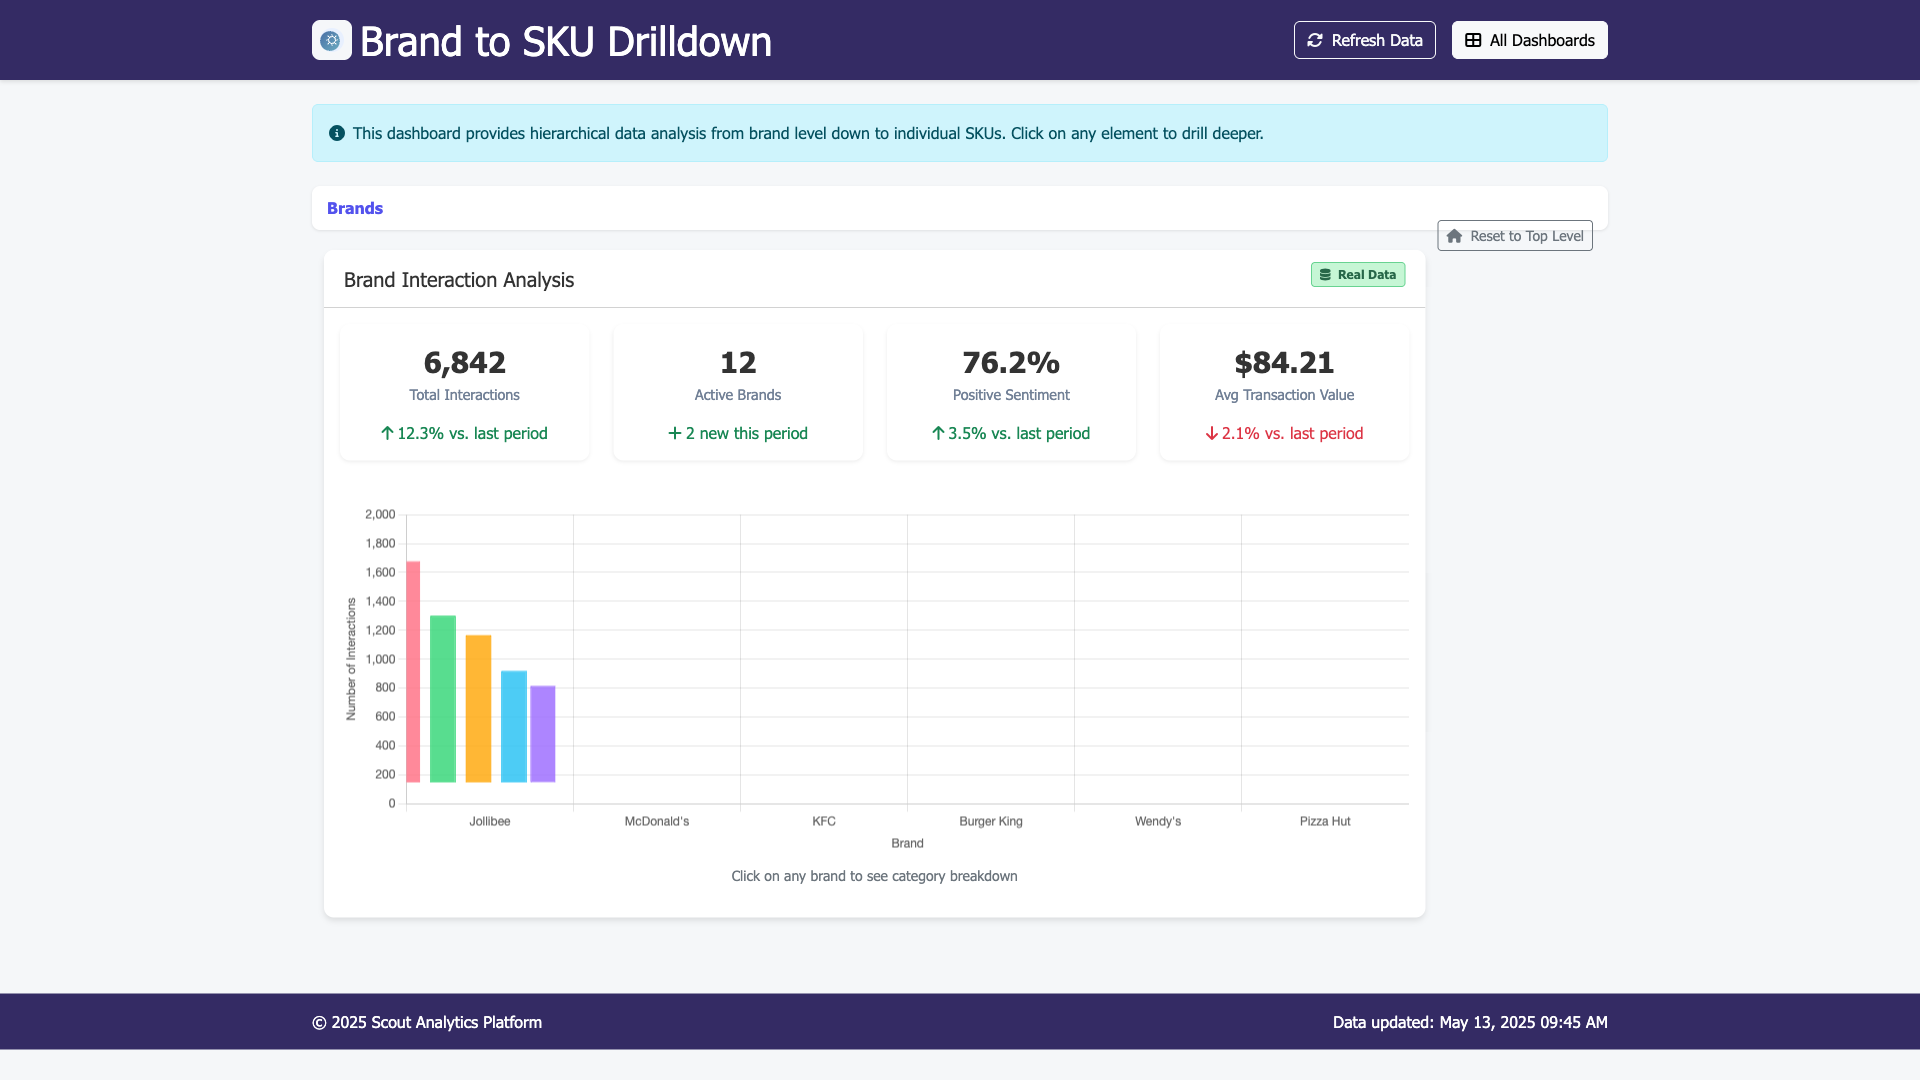 Brand to SKU Drilldown
Refresh Data
All Dashboards
This dashboard provides hierarchical data analysis from brand level down to individual SKUs. Click on any element to drill deeper.
Brands
Reset to Top Level
Brand Interaction Analysis
Real Data
6,842
Total Interactions
12.3% vs. last period
12
Active Brands
2 new this period
76.2%
Positive Sentiment
3.5% vs. last period
$84.21
Avg Transaction Value
2.1% vs. last period
Number of Interactions
2,000
1,800
1,600
1,400
1,200
1,000
800
600
400
200
0
Jollibee
McDonald's
KFC
Burger King
Wendy's
Pizza Hut
Brand
Click on any brand to see category breakdown
© 2025 Scout Analytics Platform
Data updated: May 13, 2025 09:45 AM